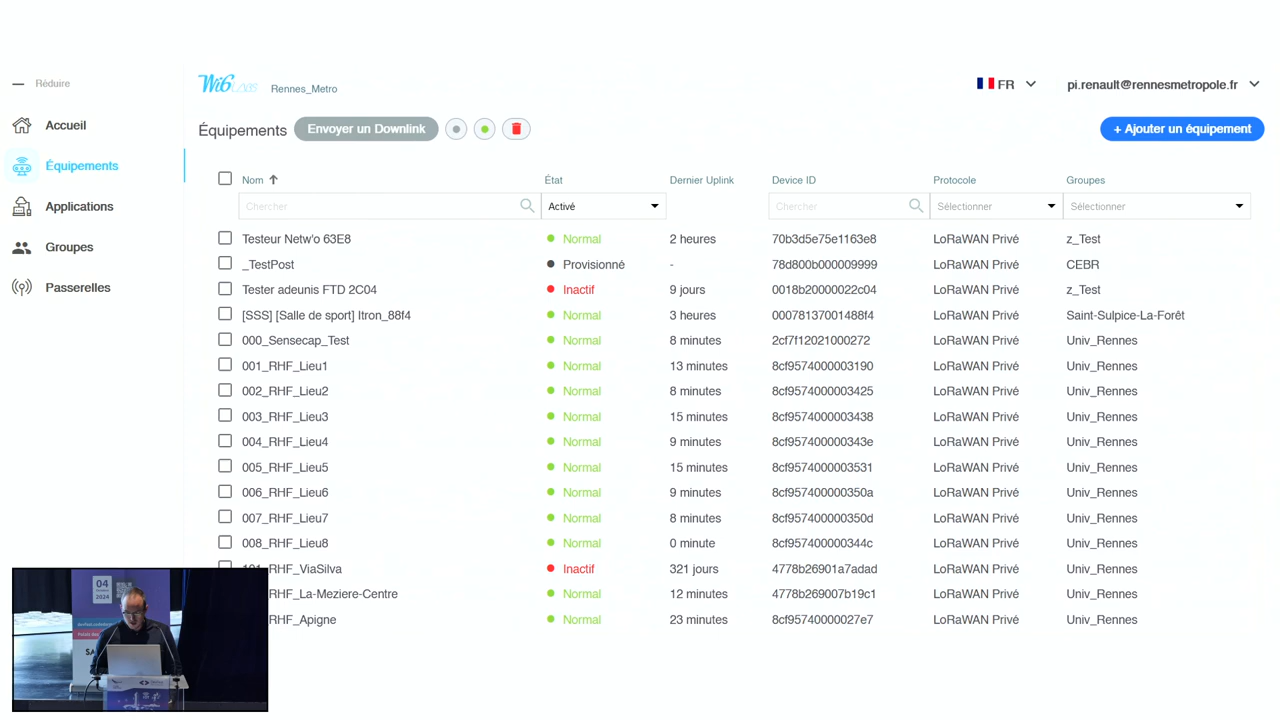 Réduire
Wi6 LABS Rennes_Metro FR pi.renault@rennesmetropole.fr
Accueil
Équipements
Applications
Groupes
Passerelles
Équipements Envoyer un Downlink + Ajouter un équipement
Nom État Dernier Uplink Device ID Protocole Groupes
Chercher Activé Chercher Sélectionner Sélectionner
Testeur Netw'o 63E8 Normal 2 heures 70b3d5e75e1163e8 LoRaWAN Privé z_Test
_TestPost Provisionné - 78d800b000009999 LoRaWAN Privé CEBR
Tester adeunis FTD 2C04 Inactif 9 jours 0018b20000022c04 LoRaWAN Privé z_Test
[SSS] [Salle de sport] Itron_88f4 Normal 3 heures 00078137001488f4 LoRaWAN Privé Saint-Sulpice-La-Forêt
000_Sensecap_Test Normal 8 minutes 2cf7f12021000272 LoRaWAN Privé Univ_Rennes
001_RHF_Lieu1 Normal 13 minutes 8cf9574000003190 LoRaWAN Privé Univ_Rennes
002_RHF_Lieu2 Normal 8 minutes 8cf9574000003425 LoRaWAN Privé Univ_Rennes
003_RHF_Lieu3 Normal 15 minutes 8cf9574000003438 LoRaWAN Privé Univ_Rennes
004_RHF_Lieu4 Normal 9 minutes 8cf957400000343e LoRaWAN Privé Univ_Rennes
005_RHF_Lieu5 Normal 15 minutes 8cf9574000003531 LoRaWAN Privé Univ_Rennes
006_RHF_Lieu6 Normal 9 minutes 8cf957400000350a LoRaWAN Privé Univ_Rennes
007_RHF_Lieu7 Normal 8 minutes 8cf957400000350d LoRaWAN Privé Univ_Rennes
008_RHF_Lieu8 Normal 0 minute 8cf957400000344c LoRaWAN Privé Univ_Rennes
RHF_ViaSilva Inactif 321 jours 4778b26901a7adad LoRaWAN Privé Univ_Rennes
RHF_La-Meziere-Centre Normal 12 minutes 4778b269007b19c1 LoRaWAN Privé Univ_Rennes
RHF_Apigne Normal 23 minutes 8cf95740000027e7 LoRaWAN Privé Univ_Rennes
04
2024